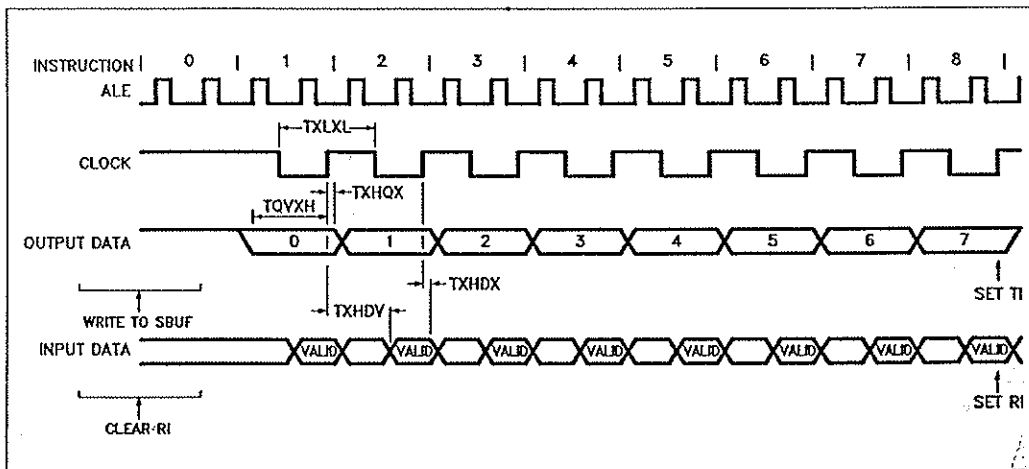 INSTRUCTION | 0 | 1 | 2 | 3 | 4 | 5 | 6 | 7 | 8 |
ALE
TXLXL
CLOCK
TQVXH
TXHQX
OUTPUT DATA 0 1 2 3 4 5 6 7
WRITE TO SBUF
TXHDV
TXHDX
SET TI
INPUT DATA VALID VALID VALID VALID VALID VALID VALID VALID
CLEAR RI
SET RI